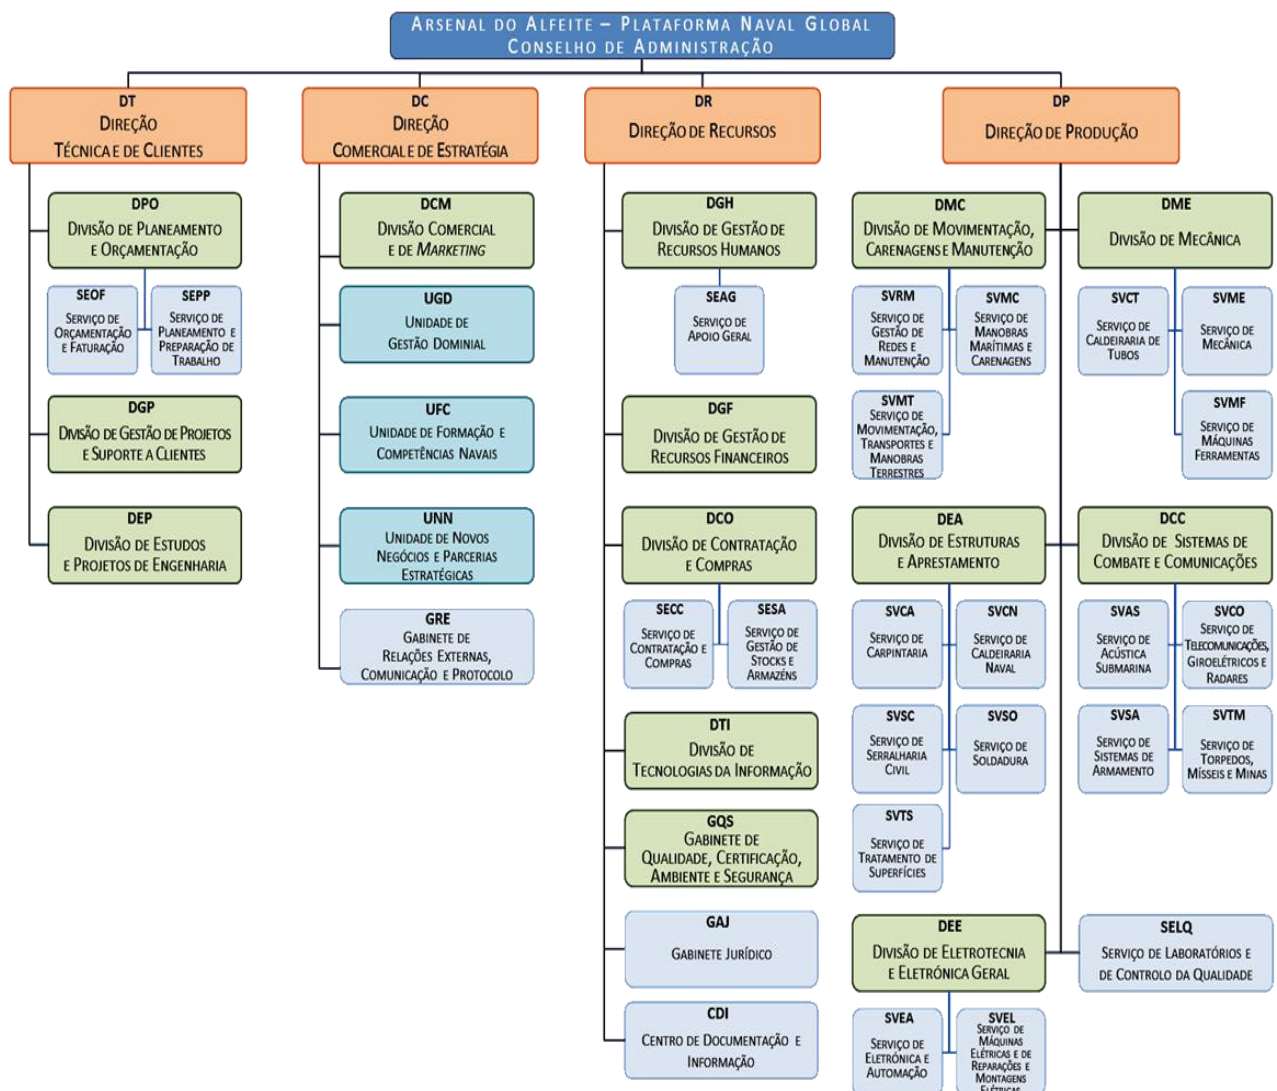 ARSENAL DO ALFEITE – PLATAFORMA NAVAL GLOBAL
CONSELHO DE ADMINISTRAÇÃO
DT
DIREÇÃO
TÉCNICA E DE CLIENTES
DC
DIREÇÃO
COMERCIAL E DE ESTRATÉGIA
DR
DIREÇÃO DE RECURSOS
DP
DIREÇÃO DE PRODUÇÃO
DPO
DIVISÃO DE PLANEAMENTO
E ORÇAMENTAÇÃO
SEOF
SERVIÇO DE
ORÇAMENTAÇÃO
E FATURAÇÃO
SEPP
SERVIÇO DE
PLANEAMENTO E
PREPARAÇÃO DE
TRABALHO
DGP
DIVISÃO DE GESTÃO DE PROJETOS
E SUPORTE A CLIENTES
DEP
DIVISÃO DE ESTUDOS
E PROJETOS DE ENGENHARIA
DCM
DIVISÃO COMERCIAL
E DE MARKETING
UGD
UNIDADE DE
GESTÃO DOMINIAL
UFC
UNIDADE DE FORMAÇÃO E
COMPETÊNCIAS NAVAIS
UNN
UNIDADE DE NOVOS
NEGÓCIOS E PARCERIAS
ESTRATÉGICAS
GRE
GABINETE DE
RELAÇÕES EXTERNAS,
COMUNICAÇÃO E PROTOCOLO
DGH
DIVISÃO DE GESTÃO DE
RECURSOS HUMANOS
SEAG
SERVIÇO DE
APOIO GERAL
DGF
DIVISÃO DE GESTÃO DE
RECURSOS FINANCEIROS
DCO
DIVISÃO DE CONTRATAÇÃO
E COMPRAS
SECC
SERVIÇO DE
CONTRATAÇÃO E
COMPRAS
SESA
SERVIÇO DE
GESTÃO DE
STOCKS E
ARMAZÉNS
DTI
DIVISÃO DE
TECNOLOGIAS DA INFORMAÇÃO
GQS
GABINETE DE
QUALIDADE, CERTIFICAÇÃO,
AMBIENTE E SEGURANÇA
GAJ
GABINETE JURÍDICO
CDI
CENTRO DE DOCUMENTAÇÃO E
INFORMAÇÃO
DMC
DIVISÃO DE MOVIMENTAÇÃO,
CARENAGENS E MANUTENÇÃO
SVRM
SERVIÇO DE
GESTÃO DE
REDES E
MANUTENÇÃO
SVMC
SERVIÇO DE
MANOBRAS
MARÍTIMAS E
CARENAGENS
SVMT
SERVIÇO DE
MOVIMENTAÇÃO,
TRANSPORTES E
MANOBRAS
TERRESTRES
DME
DIVISÃO DE MECÂNICA
SVCT
SERVIÇO DE
CALDEIRARIA DE
TUBOS
SVME
SERVIÇO DE
MECÂNICA
SVMF
SERVIÇO DE
MÁQUINAS
FERRAMENTAS
DEA
DIVISÃO DE ESTRUTURAS
E APRESTAMENTO
SVCA
SERVIÇO DE
CARPINTARIA
SVCN
SERVIÇO DE
CALDEIRARIA
NAVAL
SVSC
SERVIÇO DE
SERRALHARIA
CIVIL
SVSO
SERVIÇO DE
SOLDADURA
SVTS
SERVIÇO DE
TRATAMENTO DE
SUPERFÍCIES
DCC
DIVISÃO DE SISTEMAS DE
COMBATE E COMUNICAÇÕES
SVAS
SERVIÇO DE
ACÚSTICA
SUBMARINA
SVCO
SERVIÇO DE
TELECOMUNICAÇÕES,
GIROELÉTRICOS E
RADARES
SVSA
SERVIÇO DE
SISTEMAS DE
ARMAMENTO
SVTM
SERVIÇO DE
TORPEDOS,
MÍSSEIS E MINAS
DEE
DIVISÃO DE ELETROTECNIA
E ELETRÓNICA GERAL
SVEA
SERVIÇO DE
ELETRÓNICA E
AUTOMAÇÃO
SVEL
SERVIÇO DE
MÁQUINAS
ELÉTRICAS E DE
REPARAÇÕES E
MONTAGENS
ELÉTRICAS
SELQ
SERVIÇO DE LABORATÓRIOS E
DE CONTROLO DA QUALIDADE